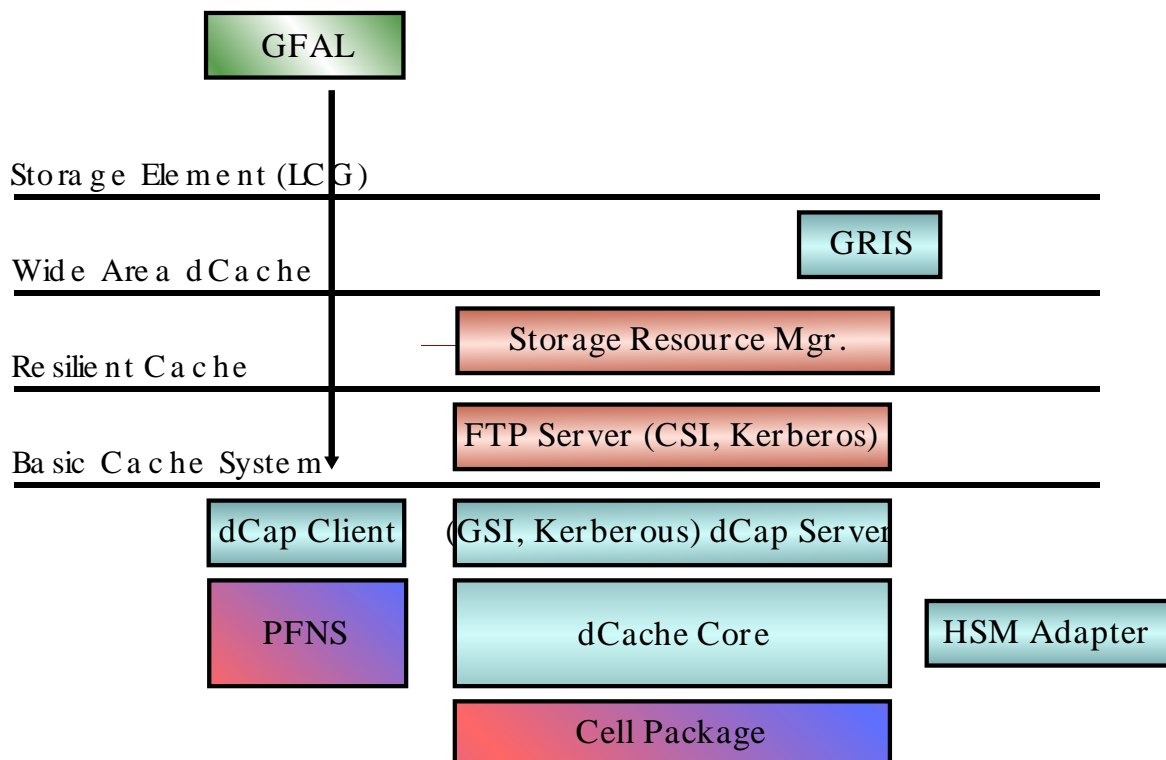 GFAL
Storage Element (LCG)
GRIS
Wide Area dCache
Storage Resource Mgr.
Resilient Cache
FTP Server (CSI, Kerberos)
Basic Cache System
dCap Client
(GSI, Kerberous) dCap Server
PFNS
dCache Core
HSM Adapter
Cell Package